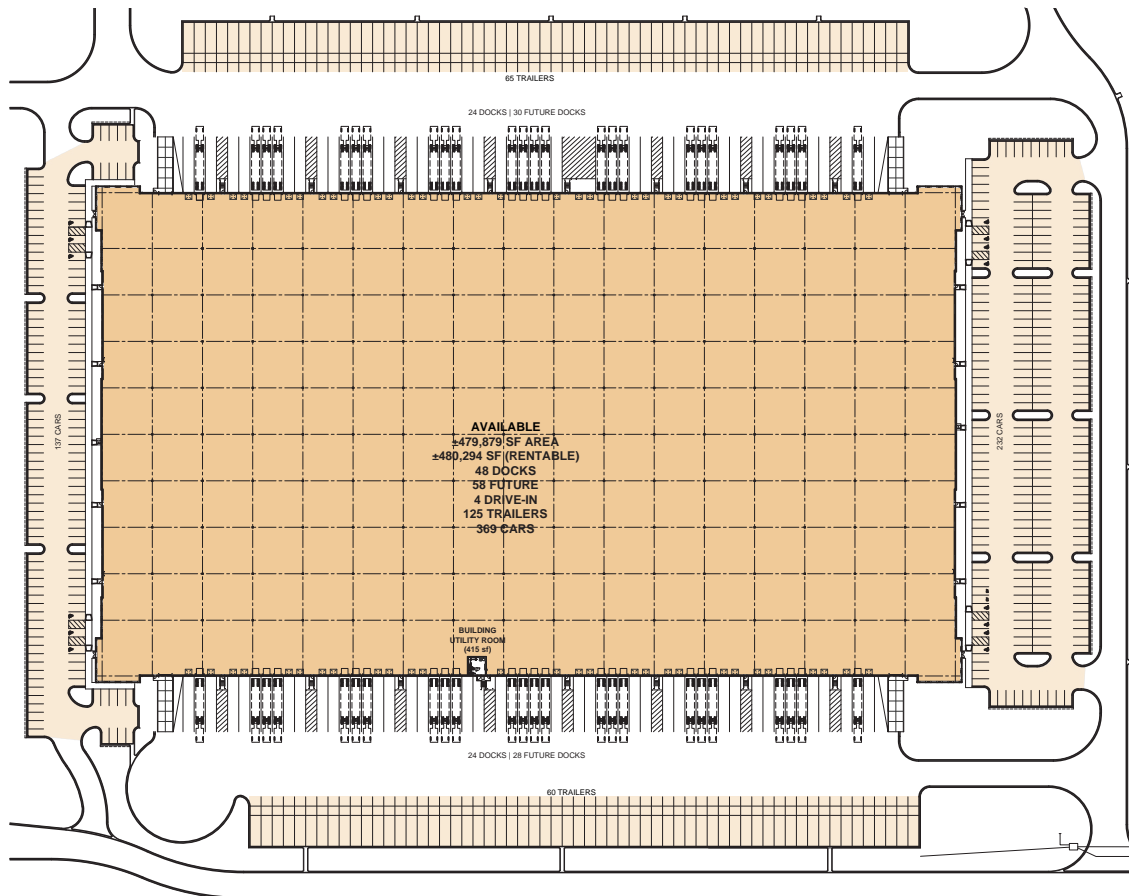 65 TRAILERS
24 DOCKS | 30 FUTURE DOCKS
137 CARS
232 CARS
AVAILABLE
±479,879 SF AREA
±480,294 SF (RENTABLE)
48 DOCKS
58 FUTURE
4 DRIVE-IN
125 TRAILERS
369 CARS
BUILDING
UTILITY ROOM
(415 sf)
24 DOCKS | 28 FUTURE DOCKS
60 TRAILERS